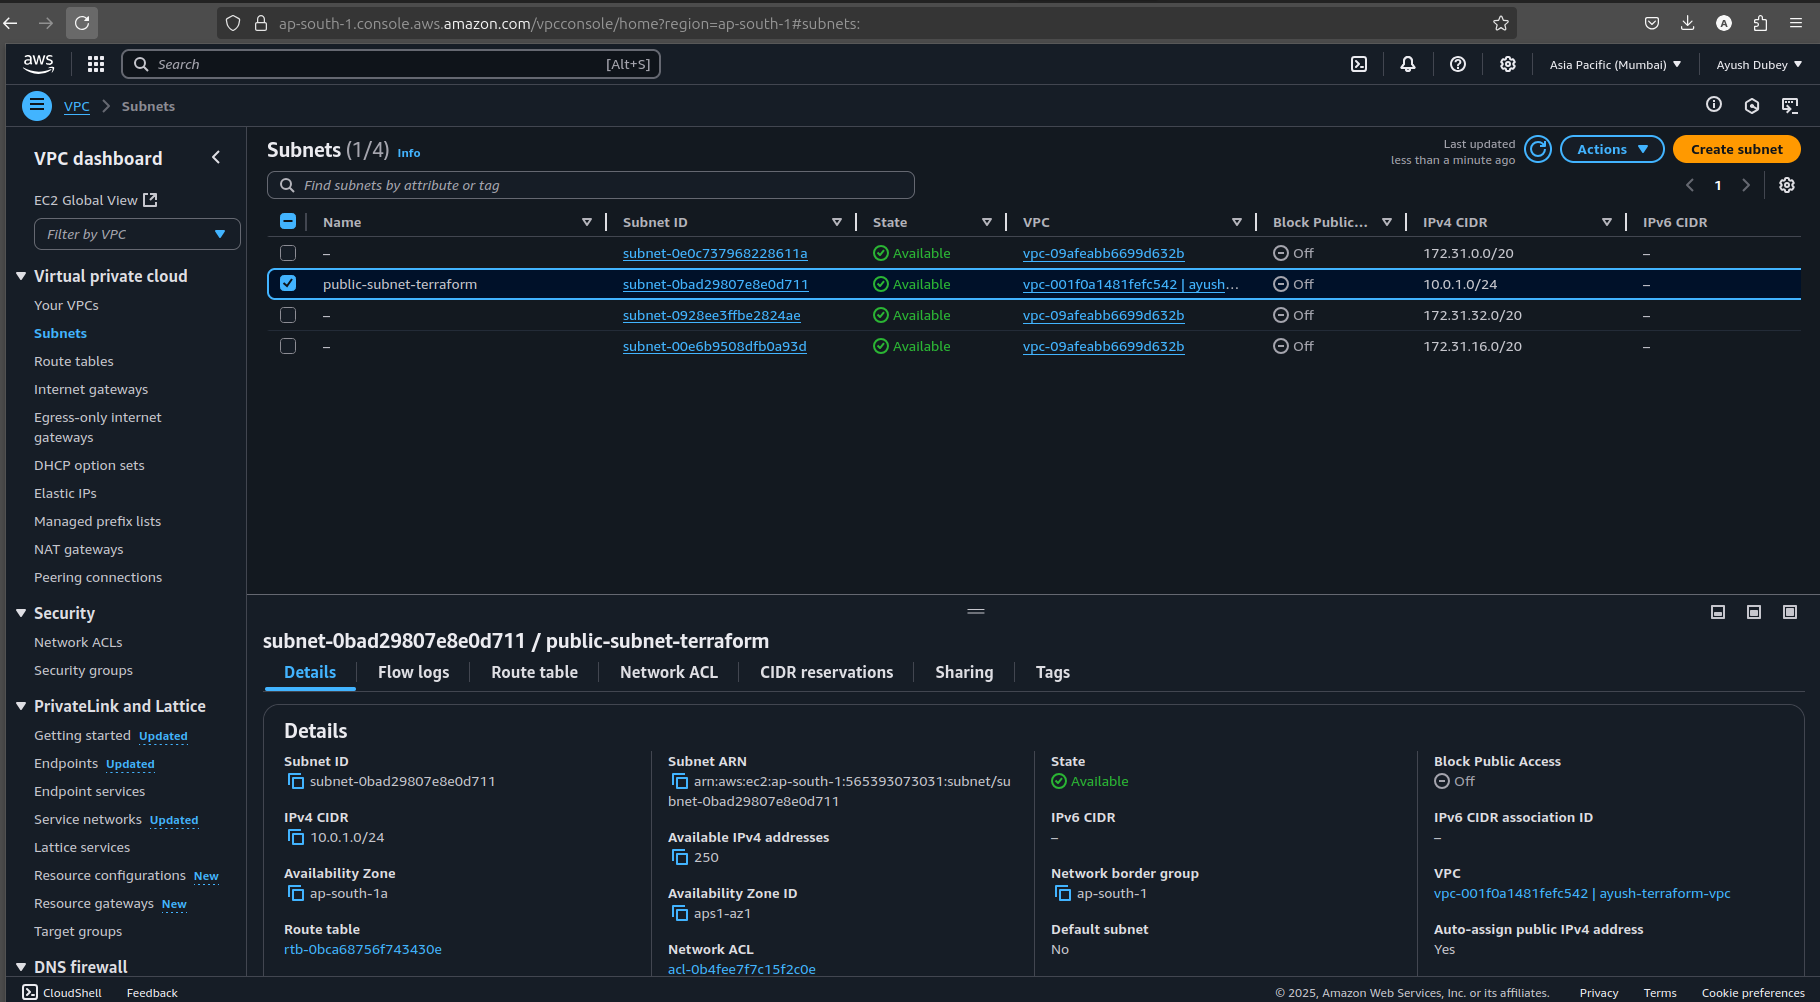 ap-south-1.console.aws.amazon.com/vpcconsole/home?region=ap-south-1#subnets:
aws
Search [Alt+S]
Asia Pacific (Mumbai) Ayush Dubey
VPC Subnets
VPC dashboard
EC2 Global View
Filter by VPC
Virtual private cloud
Your VPCs
Subnets
Route tables
Internet gateways
Egress-only internet
gateways
DHCP option sets
Elastic IPs
Managed prefix lists
NAT gateways
Peering connections
Security
Network ACLs
Security groups
PrivateLink and Lattice
Getting started Updated
Endpoints Updated
Endpoint services
Service networks Updated
Lattice services
Resource configurations New
Resource gateways New
Target groups
DNS firewall
Subnets (1/4) Info
Last updated
less than a minute ago
Actions
Create subnet
Find subnets by attribute or tag
1
Name Subnet ID State VPC Block Public... IPv4 CIDR IPv6 CIDR
– subnet-0e0c737968228611a Available vpc-09afeabb6699d632b Off 172.31.0.0/20 –
public-subnet-terraform subnet-0bad29807e8e0d711 Available vpc-001f0a1481fefc542 | ayush... Off 10.0.1.0/24 –
– subnet-0928ee3ffbe2824ae Available vpc-09afeabb6699d632b Off 172.31.32.0/20 –
– subnet-00e6b9508dfb0a93d Available vpc-09afeabb6699d632b Off 172.31.16.0/20 –
subnet-0bad29807e8e0d711 / public-subnet-terraform
Details Flow logs Route table Network ACL CIDR reservations Sharing Tags
Details
Subnet ID
subnet-0bad29807e8e0d711
IPv4 CIDR
10.0.1.0/24
Availability Zone
ap-south-1a
Route table
rtb-0bca68756f743430e
Subnet ARN
arn:aws:ec2:ap-south-1:565393073031:subnet/su
bnet-0bad29807e8e0d711
Available IPv4 addresses
250
Availability Zone ID
aps1-az1
Network ACL
acl-0b4fee7f7c15f2c0e
State
Available
IPv6 CIDR
–
Network border group
ap-south-1
Default subnet
No
Block Public Access
Off
IPv6 CIDR association ID
–
VPC
vpc-001f0a1481fefc542 | ayush-terraform-vpc
Auto-assign public IPv4 address
Yes
CloudShell Feedback
© 2025, Amazon Web Services, Inc. or its affiliates. Privacy Terms Cookie preferences